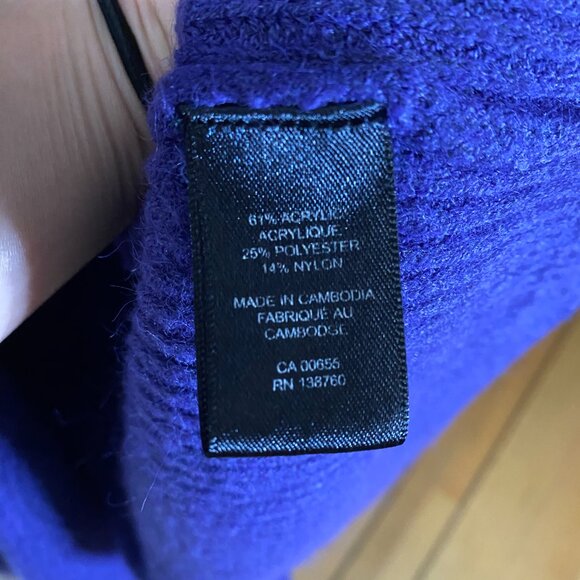 61% ACRYLIC
ACRYLIQUE,
25% POLYESTER
14% NYLON
MADE IN CAMBODIA
FABRIQUÉ AU
CAMBODGE
CA 00655
RN 138760